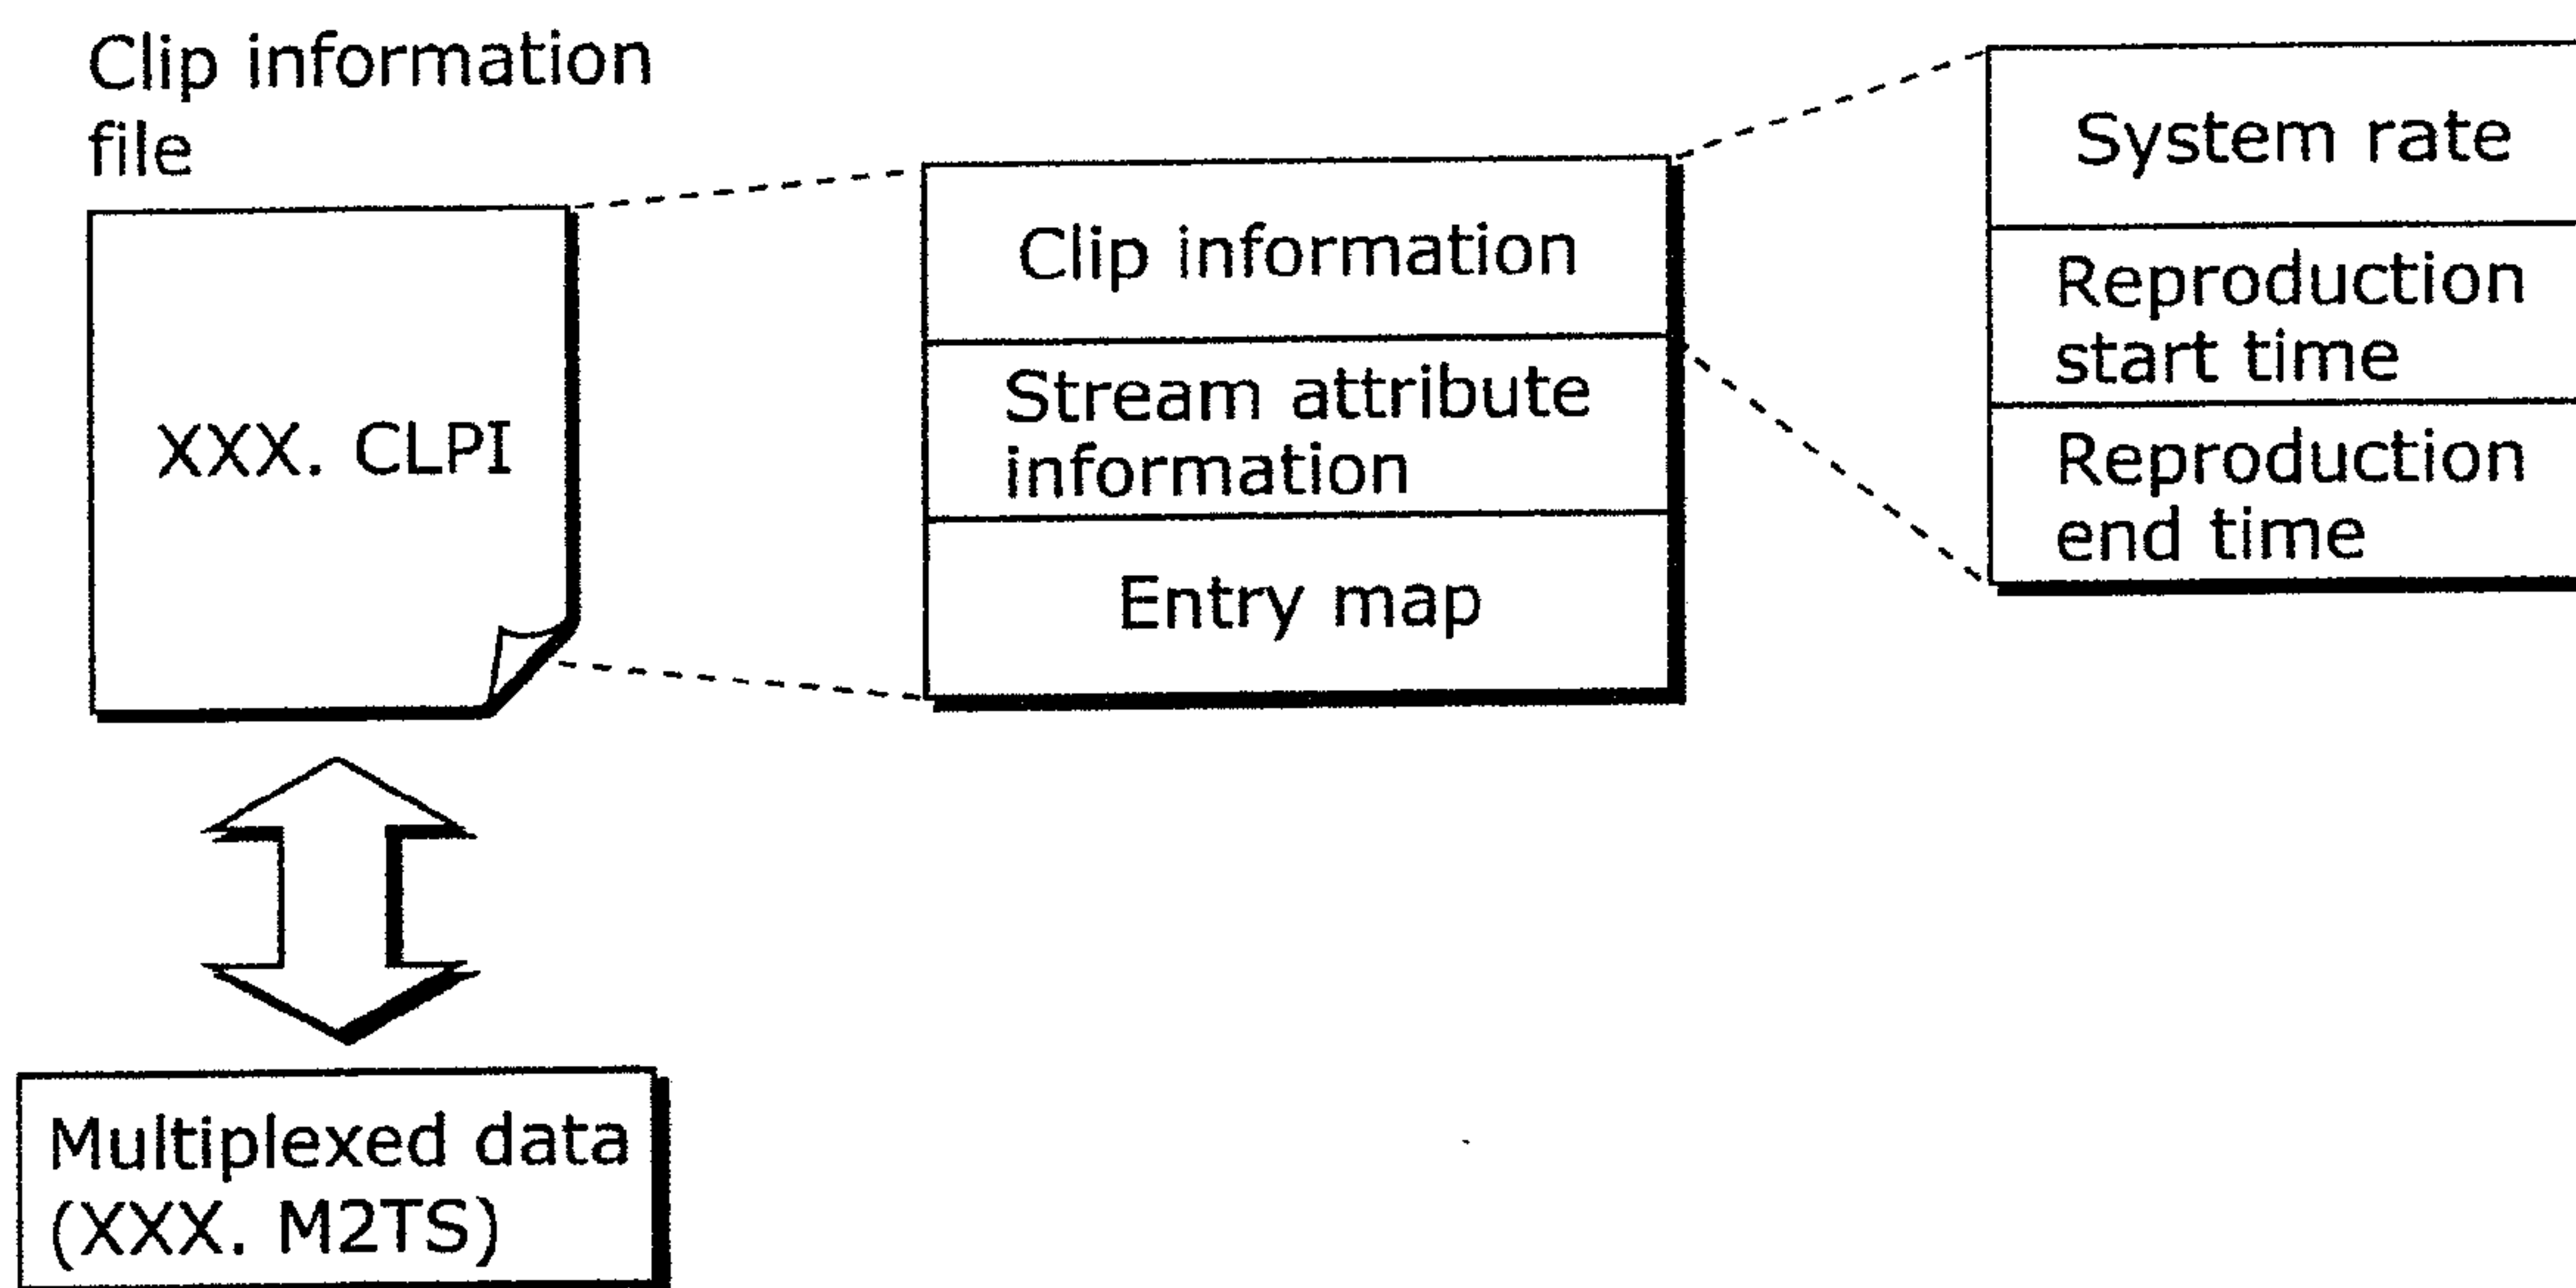 Clip information
file
XXX. CLPI
Clip information
Stream attribute
information
Entry map
System rate
Reproduction
start time
Reproduction
end time
Multiplexed data
(XXX. M2TS)